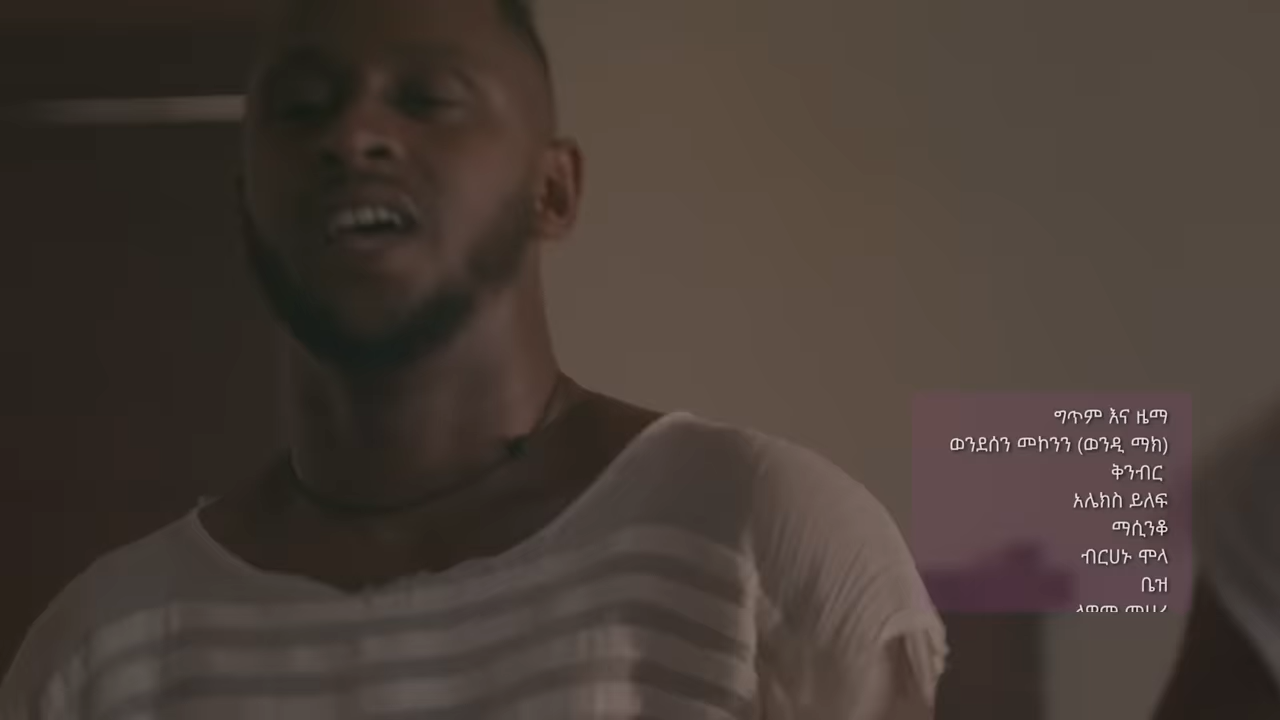 ግጥም እና ዜማ
ወንደሰን መኮንን (ወንዲ ማክ)
ቅንብር
አሌክስ ይለፍ
ማሲንቆ
ብርሀኑ ሞላ
ቤዝ